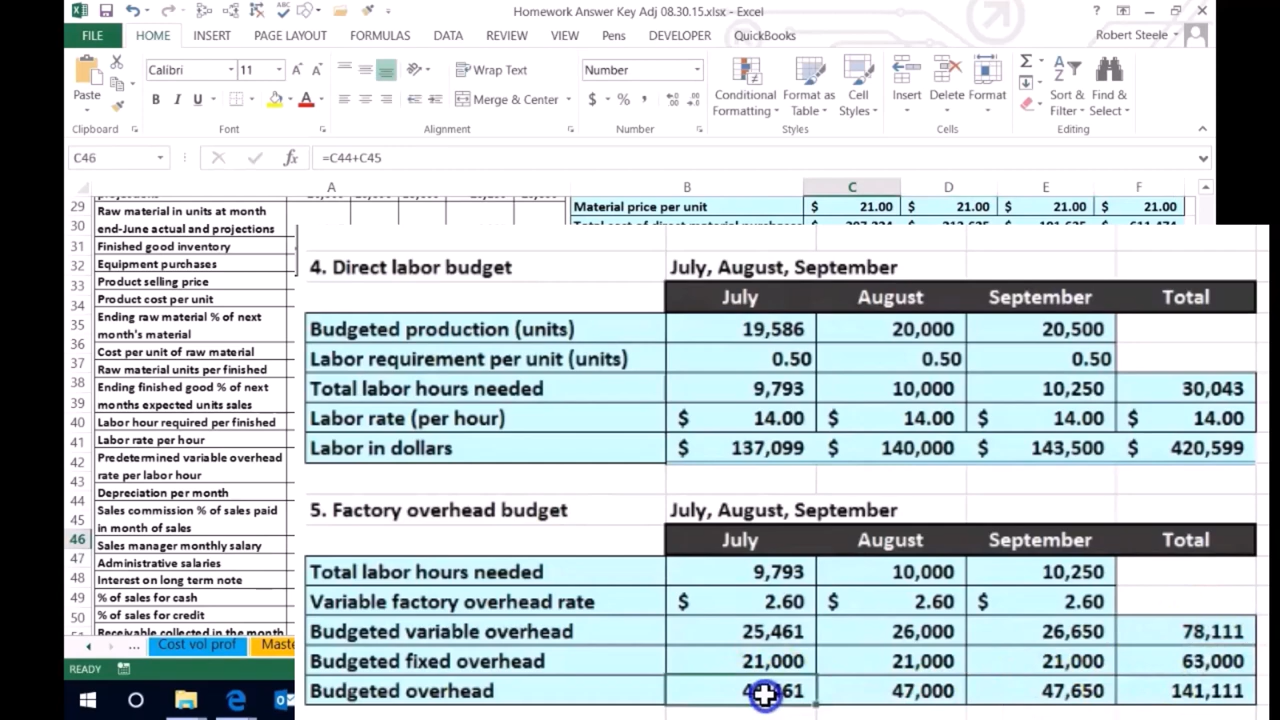 Homework Answer Key Adj 08.30.15.xlsx - Excel
FILE HOME INSERT PAGE LAYOUT FORMULAS DATA REVIEW VIEW Pens DEVELOPER QuickBooks Robert Steele
Calibri 11 Wrap Text Number
Paste B I U A Merge & Center $ % Conditional Formatting Format as Table Cell Styles Insert Delete Format Sort & Filter Find & Select
Clipboard Font Alignment Number Styles Cells Editing
C46 fx =C44+C45
A B C D E F
29 Material price per unit $ 21.00 $ 21.00 $ 21.00 $ 21.00
Raw material in units at month
30 end-June actual and projections
31 Finished good inventory
32 Equipment purchases
33 Product selling price
34 Product cost per unit
35 Ending raw material % of next
month's material
36 Cost per unit of raw material
37 Raw material units per finished
38 Ending finished good % of next
39 months expected units sales
40 Labor hour required per finished
41 Labor rate per hour
42 Predetermined variable overhead
rate per labor hour
43 Depreciation per month
44 Sales commission % of sales paid
45 in month of sales
46 Sales manager monthly salary
47 Administrative salaries
48 Interest on long term note
49 % of sales for cash
50 % of sales for credit
Receivable collected in the month
... Cost vol prof Maste
READY
4. Direct labor budget July, August, September
July August September Total
Budgeted production (units) 19,586 20,000 20,500
Labor requirement per unit (units) 0.50 0.50 0.50
Total labor hours needed 9,793 10,000 10,250 30,043
Labor rate (per hour) $ 14.00 $ 14.00 $ 14.00 $ 14.00
Labor in dollars $ 137,099 $ 140,000 $ 143,500 $ 420,599
5. Factory overhead budget July, August, September
July August September Total
Total labor hours needed 9,793 10,000 10,250
Variable factory overhead rate $ 2.60 $ 2.60 $ 2.60
Budgeted variable overhead 25,461 26,000 26,650 78,111
Budgeted fixed overhead 21,000 21,000 21,000 63,000
Budgeted overhead 47,000 47,650 141,111